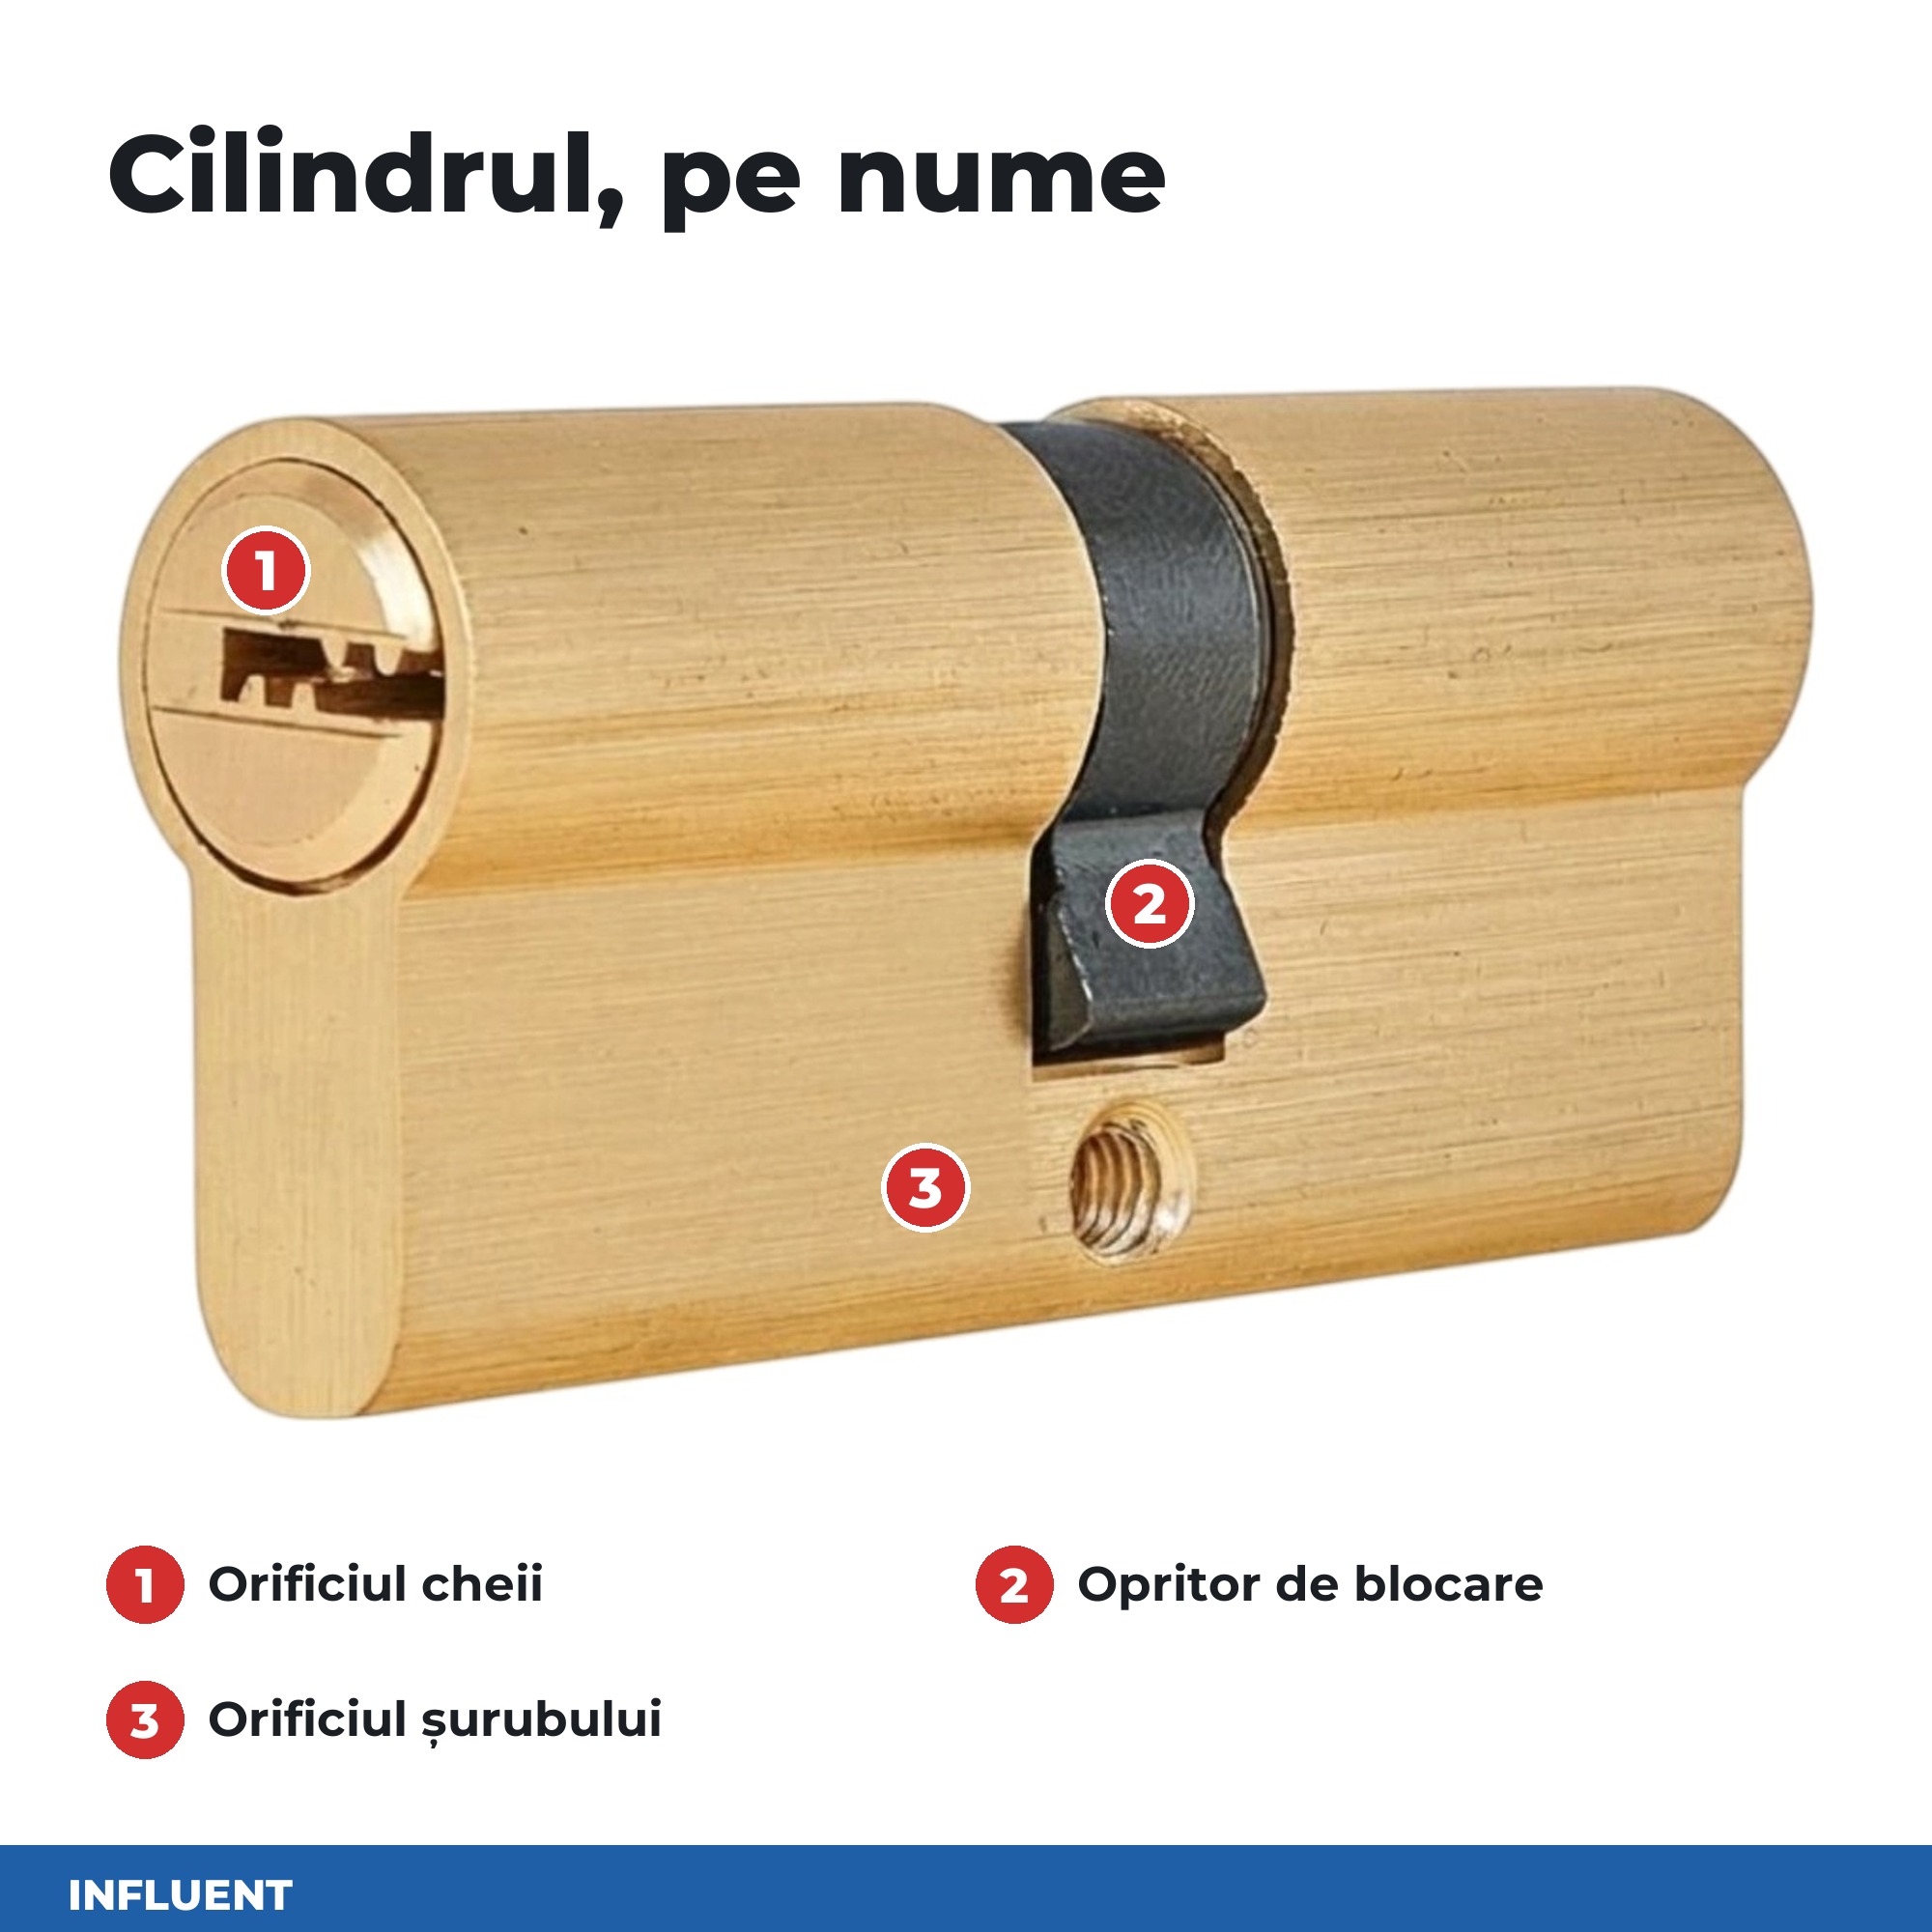 Cilindrul, pe nume
1
2
3
1 Orificiul cheii
2 Opritor de blocare
3 Orificiul șurubului
INFLUENT